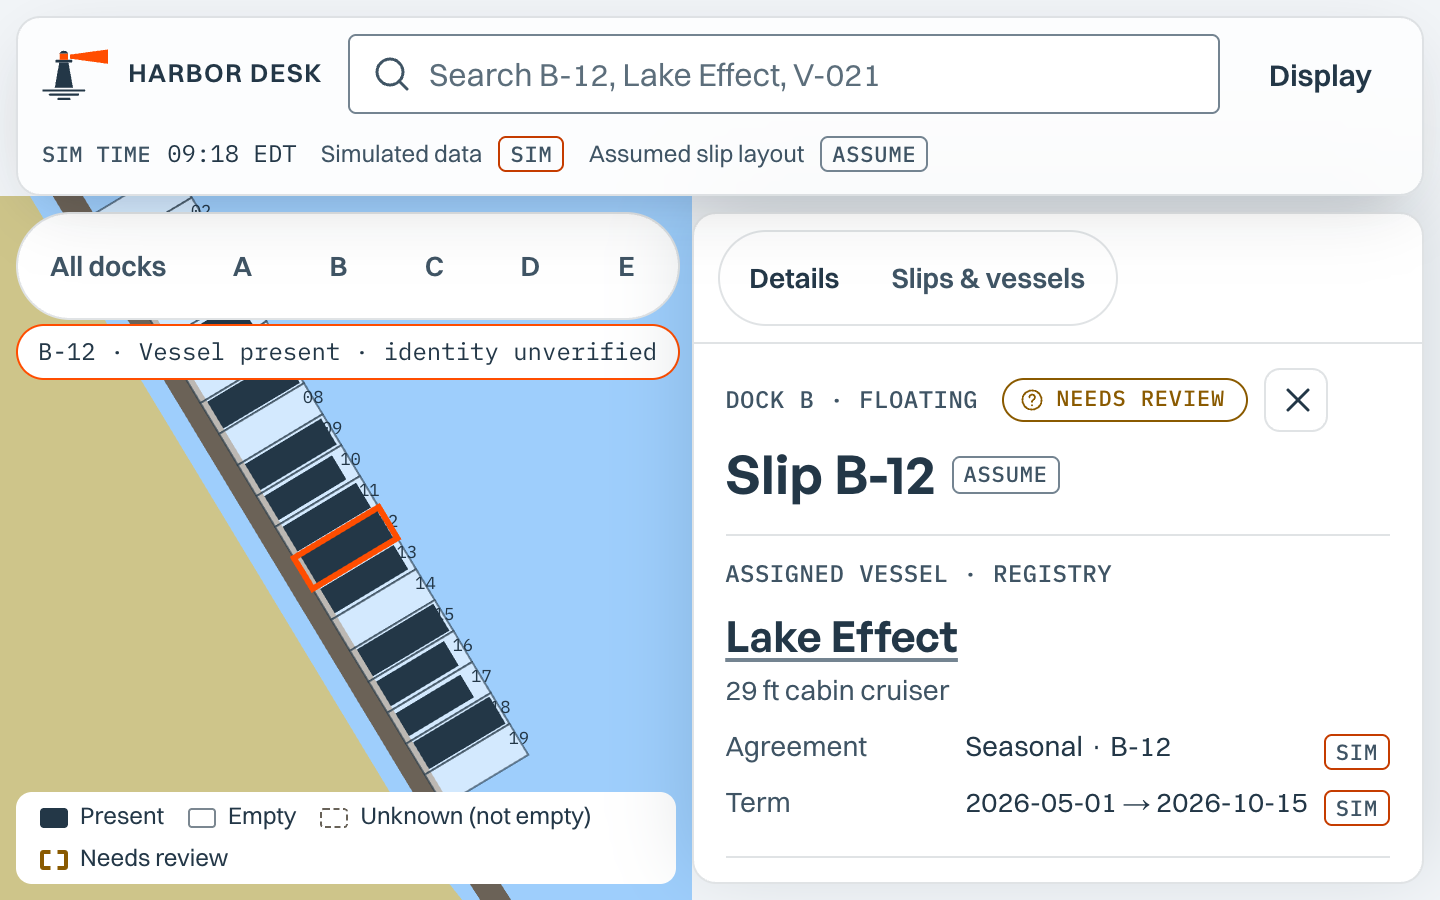 HARBOR DESK
Search B-12, Lake Effect, V-021
Display
SIM TIME 09:18 EDT Simulated data SIM Assumed slip layout ASSUME
All docks A B C D E
B-12 · Vessel present · identity unverified
08
09
10
11
13
14
15
16
17
18
19
Present Empty Unknown (not empty)
Needs review
Details Slips & vessels
DOCK B · FLOATING NEEDS REVIEW
Slip B-12 ASSUME
ASSIGNED VESSEL · REGISTRY
Lake Effect
29 ft cabin cruiser
Agreement Seasonal · B-12 SIM
Term 2026-05-01 → 2026-10-15 SIM